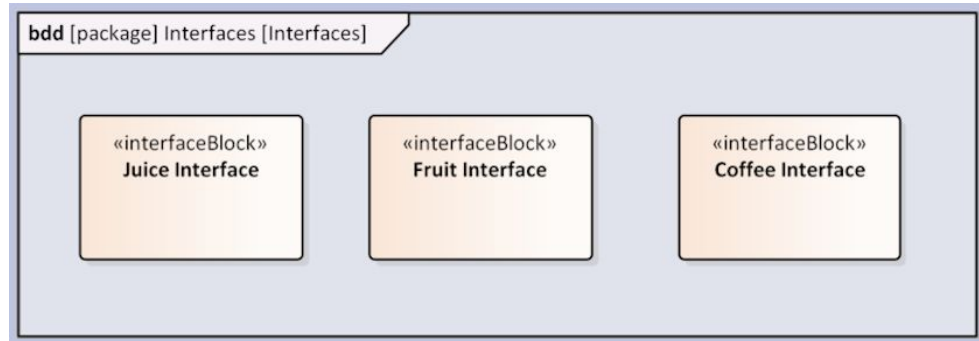 bdd [package] Interfaces [Interfaces]
«interfaceBlock»
Juice Interface
«interfaceBlock»
Fruit Interface
«interfaceBlock»
Coffee Interface